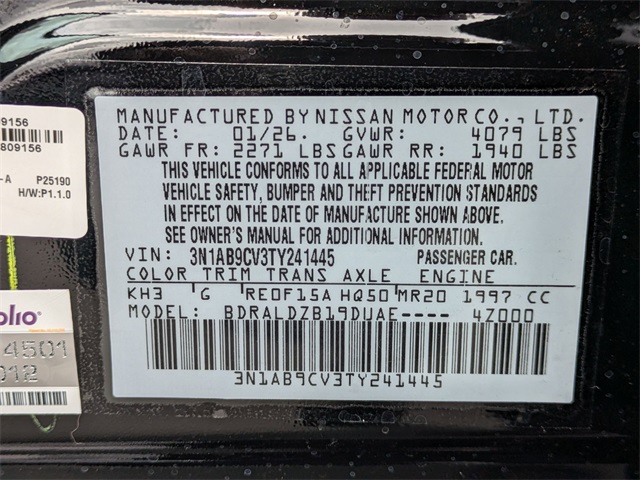 09156
809156
-A P25190
H/W:P1.1.0
olio
4501
012
MANUFACTURED BY NISSAN MOTOR CO., LTD.
DATE: 01/26. GVWR: 4079 LBS
GAWR FR: 2271 LBS GAWR RR: 1940 LBS
THIS VEHICLE CONFORMS TO ALL APPLICABLE FEDERAL MOTOR
VEHICLE SAFETY, BUMPER AND THEFT PREVENTION STANDARDS
IN EFFECT ON THE DATE OF MANUFACTURE SHOWN ABOVE.
SEE OWNER'S MANUAL FOR ADDITIONAL INFORMATION.
VIN: 3N1AB9CV3TY241445 PASSENGER CAR.
COLOR TRIM TRANS AXLE ENGINE
KH3 G RE0F15A HQ50 MR20 1997 CC
MODEL: BDRALDZB19DUAE---- 4Z000
3N1AB9CV3TY241445